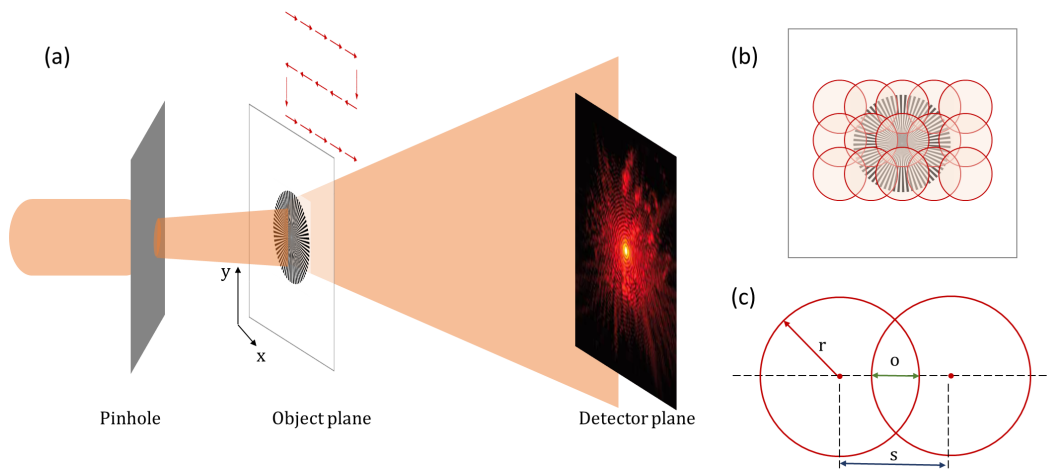 (a)
y
x
Pinhole
Object plane
Detector plane
(b)
(c)
r
o
s